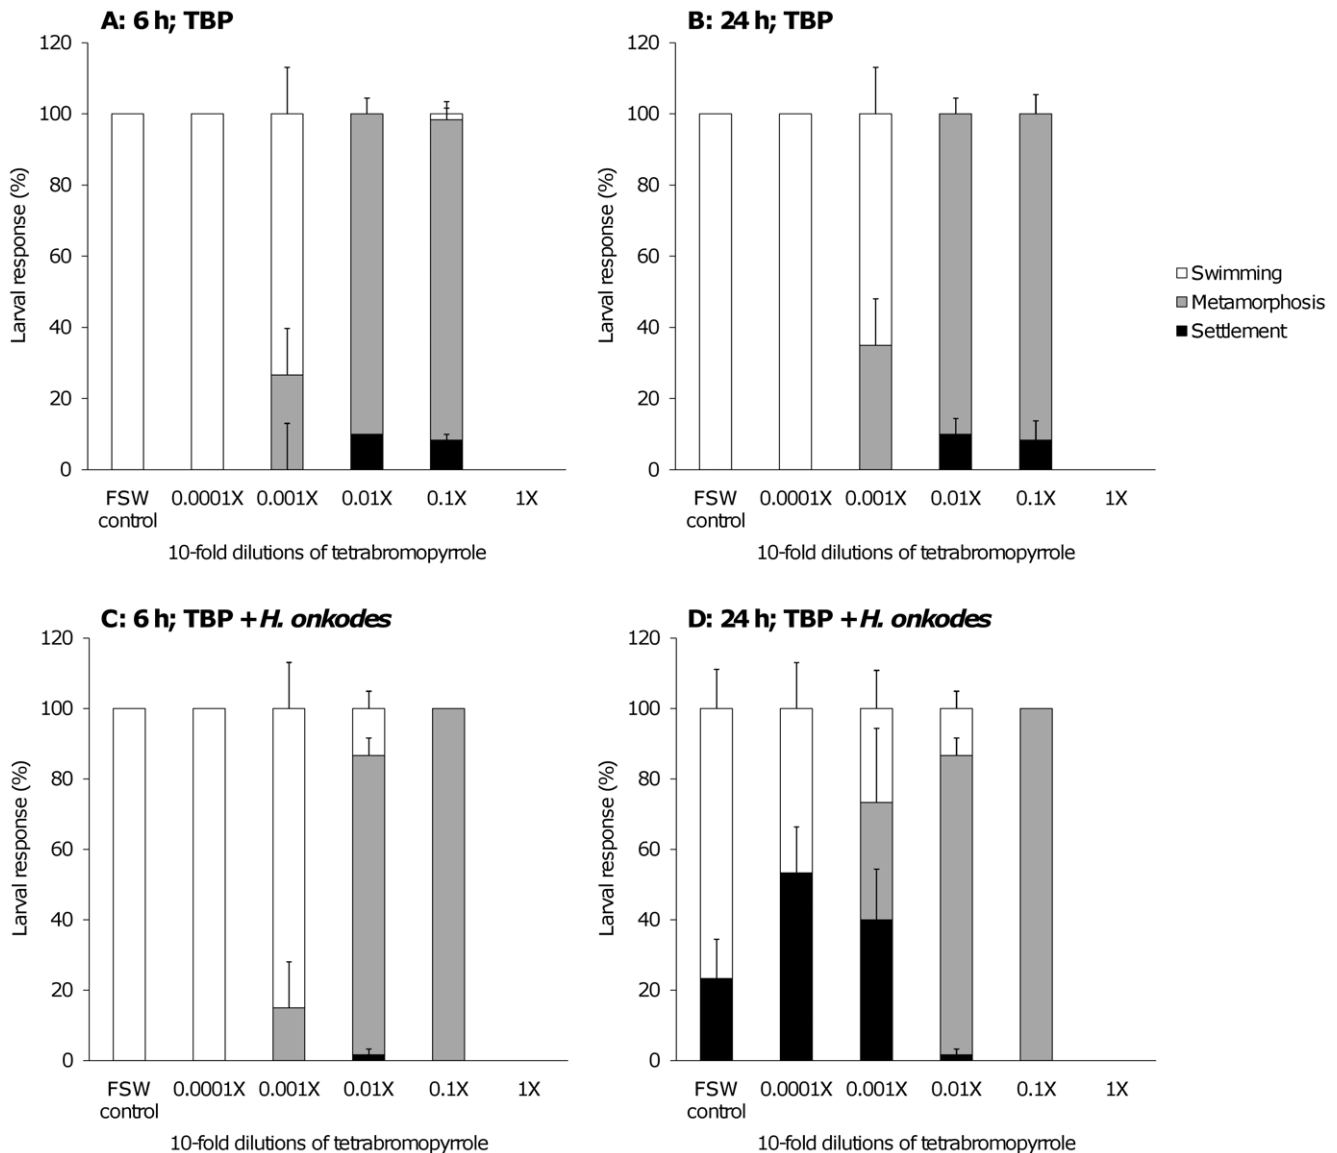 A: 6 h; TBP
120
100
80
60
40
20
0
Larval response (%)
FSW control
0.0001X
0.001X
0.01X
0.1X
1X
10-fold dilutions of tetrabromopyrrole
B: 24 h; TBP
120
100
80
60
40
20
0
Larval response (%)
FSW control
0.0001X
0.001X
0.01X
0.1X
1X
10-fold dilutions of tetrabromopyrrole
Swimming
Metamorphosis
Settlement
C: 6 h; TBP + H. onkodes
120
100
80
60
40
20
0
Larval response (%)
FSW control
0.0001X
0.001X
0.01X
0.1X
1X
10-fold dilutions of tetrabromopyrrole
D: 24 h; TBP + H. onkodes
120
100
80
60
40
20
0
Larval response (%)
FSW control
0.0001X
0.001X
0.01X
0.1X
1X
10-fold dilutions of tetrabromopyrrole